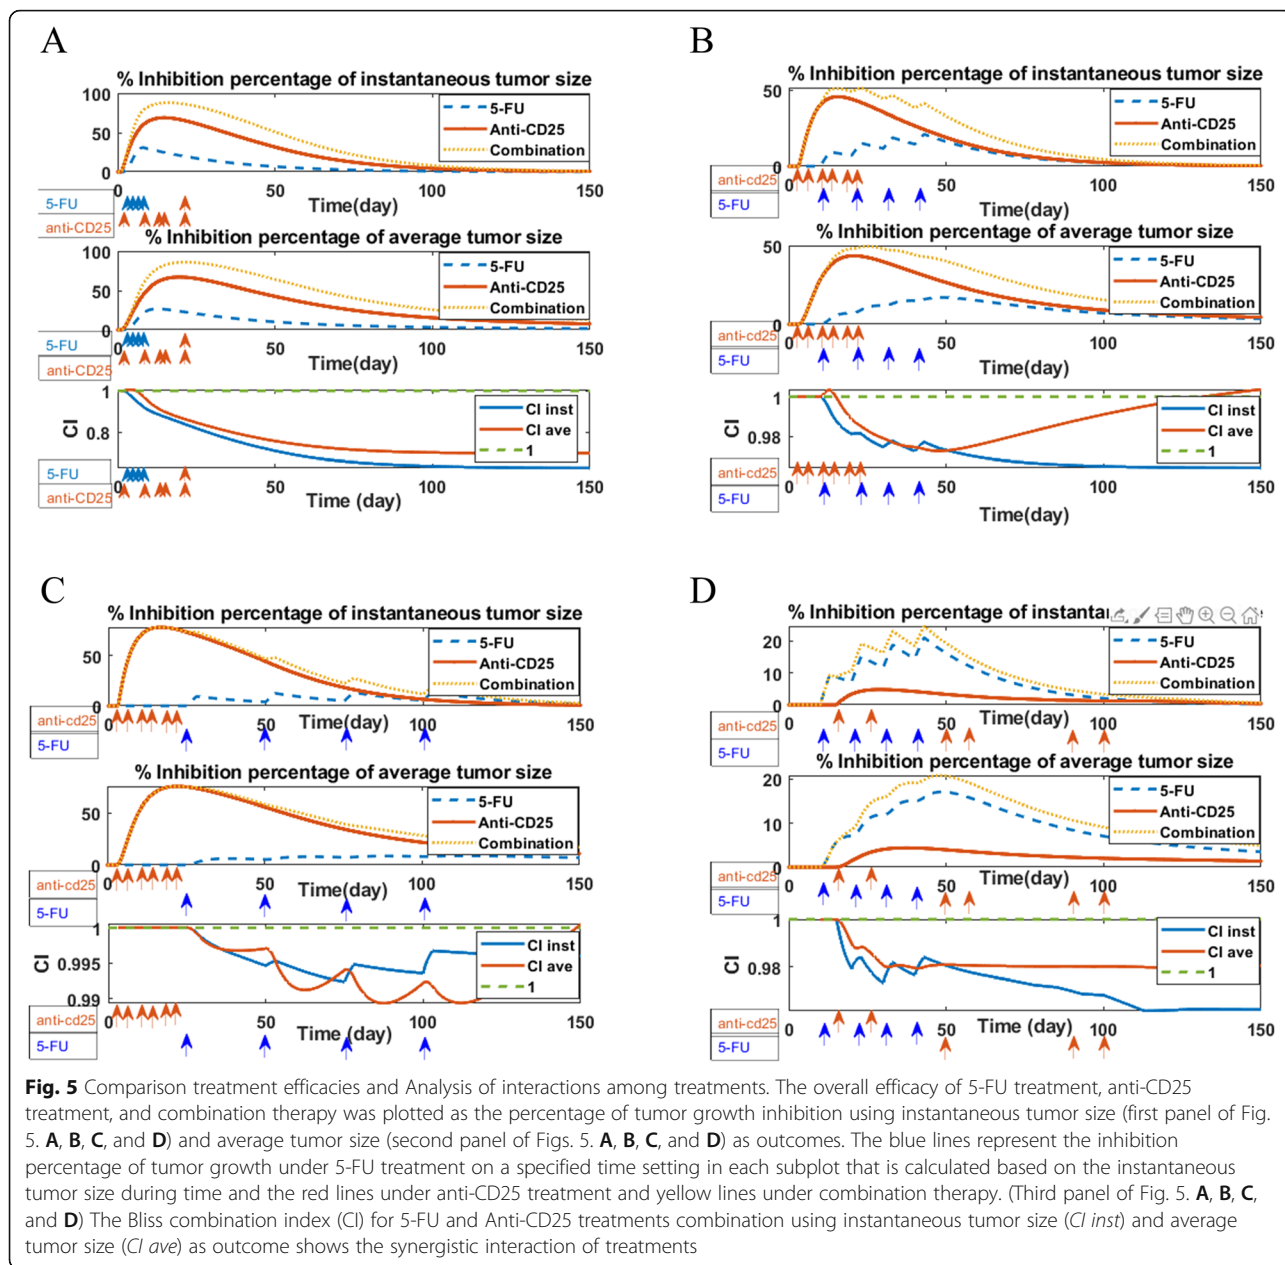 A
% Inhibition percentage of instantaneous tumor size
100
50
0
5-FU
Anti-CD25
Combination
0
50
100
150
Time(day)
5-FU
anti-CD25
% Inhibition percentage of average tumor size
100
50
0
5-FU
Anti-CD25
Combination
0
50
100
150
5-FU
anti-CD25
1
0.8
CI
CI inst
CI ave
1
0
50
100
150
Time (day)
5-FU
anti-CD25
B
% Inhibition percentage of instantaneous tumor size
50
0
5-FU
Anti-CD25
Combination
0
50
100
150
Time(day)
anti-cd25
5-FU
% Inhibition percentage of average tumor size
50
0
5-FU
Anti-CD25
Combination
0
50
100
150
anti-cd25
5-FU
1
0.98
CI
CI inst
CI ave
1
0
50
100
150
Time(day)
anti-cd25
5-FU
C
% Inhibition percentage of instantaneous tumor size
50
0
5-FU
Anti-CD25
Combination
50
100
150
Time(day)
anti-cd25
5-FU
% Inhibition percentage of average tumor size
50
0
5-FU
Anti-CD25
Combination
50
100
150
Time(day)
anti-cd25
5-FU
1
0.995
0.99
CI
CI inst
CI ave
1
0
50
100
150
Time (day)
anti-cd25
5-FU
D
% Inhibition percentage of instanta
20
10
0
5-FU
Anti-CD25
Combination
0
50
100
150
Time(day)
anti-cd25
5-FU
% Inhibition percentage of average tumor size
20
10
0
5-FU
Anti-CD25
Combination
0
50
100
150
Time(day)
anti-cd25
5-FU
1
0.98
CI
CI inst
CI ave
1
0
50
100
150
Time (day)
anti-cd25
5-FU
Fig. 5 Comparison treatment efficacies and Analysis of interactions among treatments. The overall efficacy of 5-FU treatment, anti-CD25
treatment, and combination therapy was plotted as the percentage of tumor growth inhibition using instantaneous tumor size (first panel of Fig.
5. A, B, C, and D) and average tumor size (second panel of Figs. 5. A, B, C, and D) as outcomes. The blue lines represent the inhibition
percentage of tumor growth under 5-FU treatment on a specified time setting in each subplot that is calculated based on the instantaneous
tumor size during time and the red lines under anti-CD25 treatment and yellow lines under combination therapy. (Third panel of Fig. 5. A, B, C,
and D) The Bliss combination index (CI) for 5-FU and Anti-CD25 treatments combination using instantaneous tumor size (CI inst) and average
tumor size (CI ave) as outcome shows the synergistic interaction of treatments